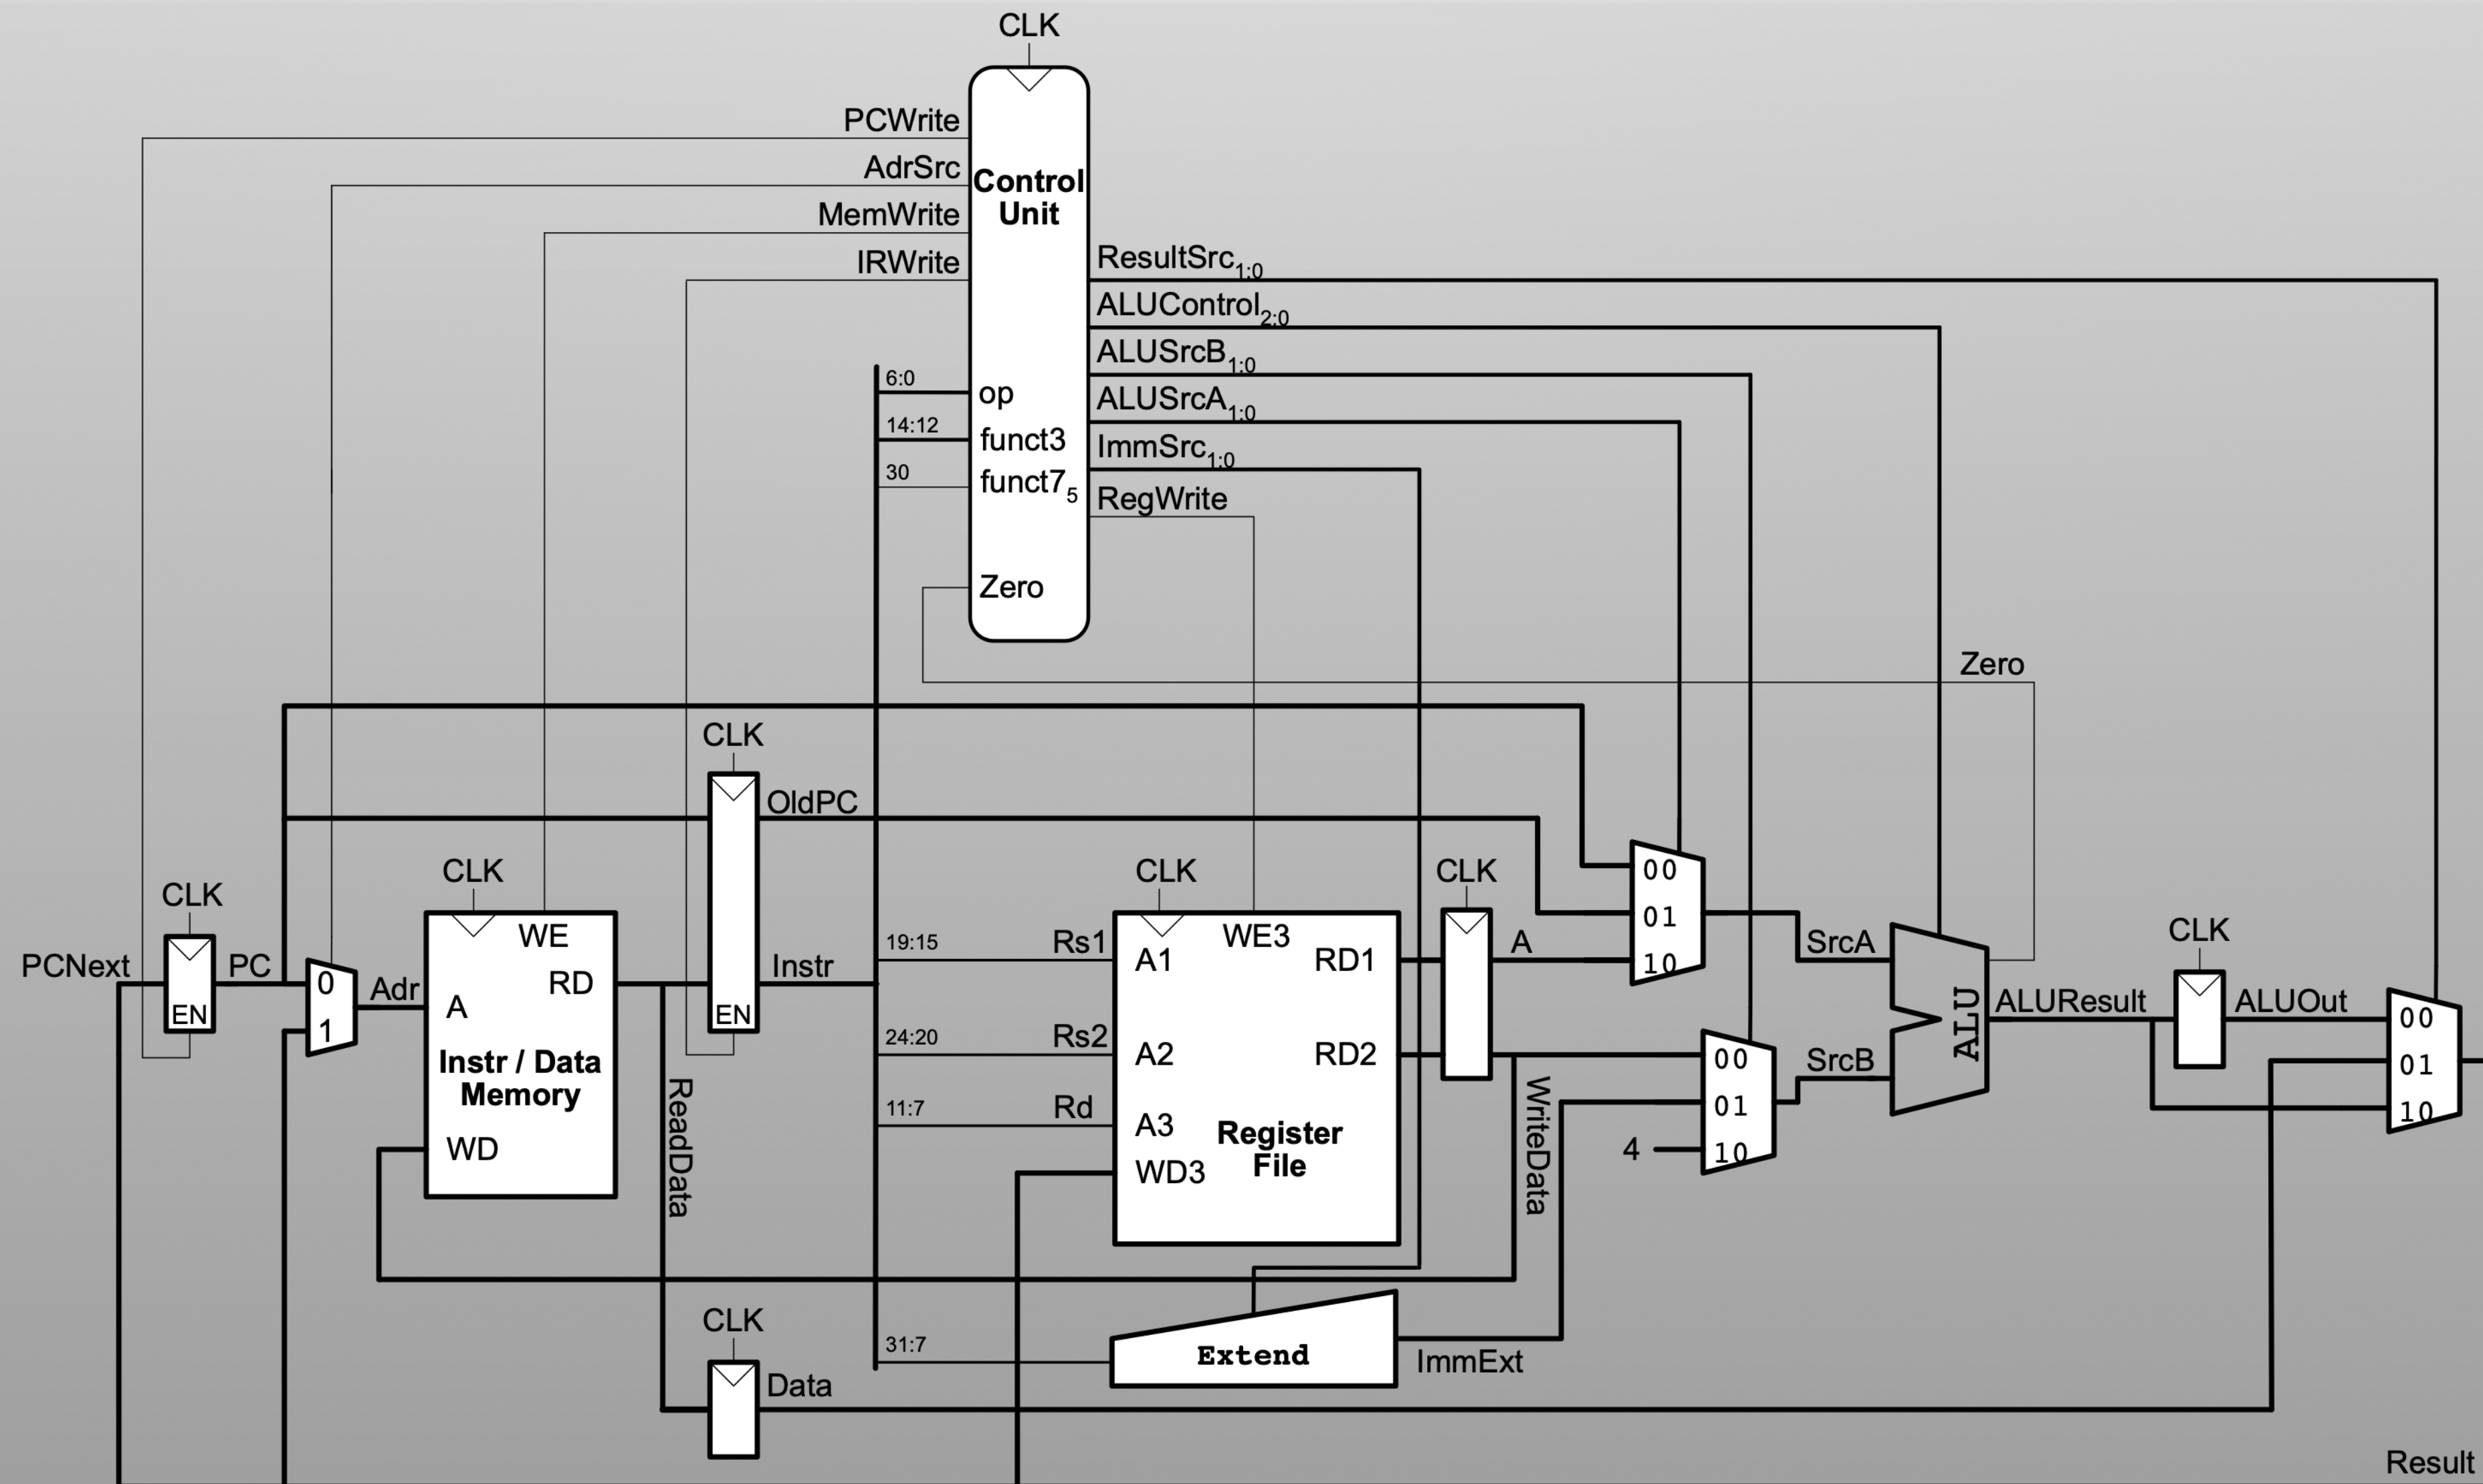 CLK
PCWrite
AdrSrc
Control
Unit
MemWrite
IRWrite
ResultSrc1:0
ALUControl2:0
ALUSrcB1:0
6:0
op
ALUSrcA1:0
14:12
funct3
ImmSrc1:0
30
funct75
RegWrite
Zero
Zero
CLK
OldPC
CLK
CLK
CLK
CLK
00
01
10
CLK
PCNext
PC
EN
0
1
Adr
WE
RD
A
Instr / Data
Memory
WD
ReadData
EN
Instr
19:15
Rs1
A1
WE3
RD1
A
SrcA
24:20
Rs2
A2
RD2
11:7
Rd
A3
WD3
Register
File
WriteData
00
01
10
4
SrcB
ALU
ALUResult
ALUOut
00
01
10
CLK
31:7
Extend
ImmExt
Data
Result